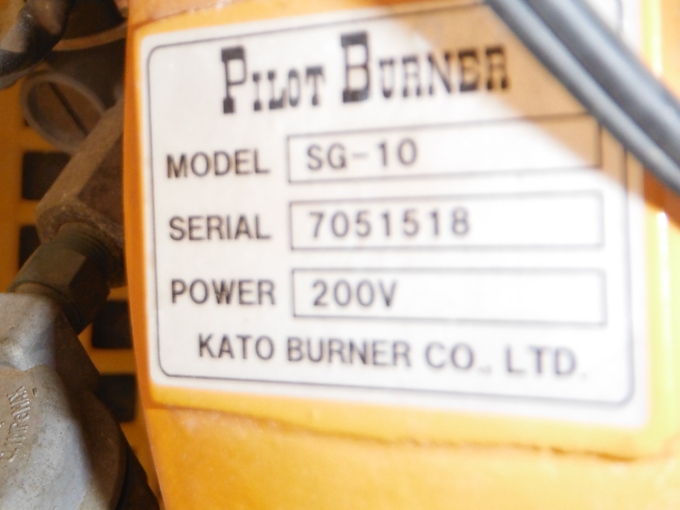 PILOT BURNER
MODEL SG-10
SERIAL 7051518
POWER 200V
KATO BURNER CO., LTD.